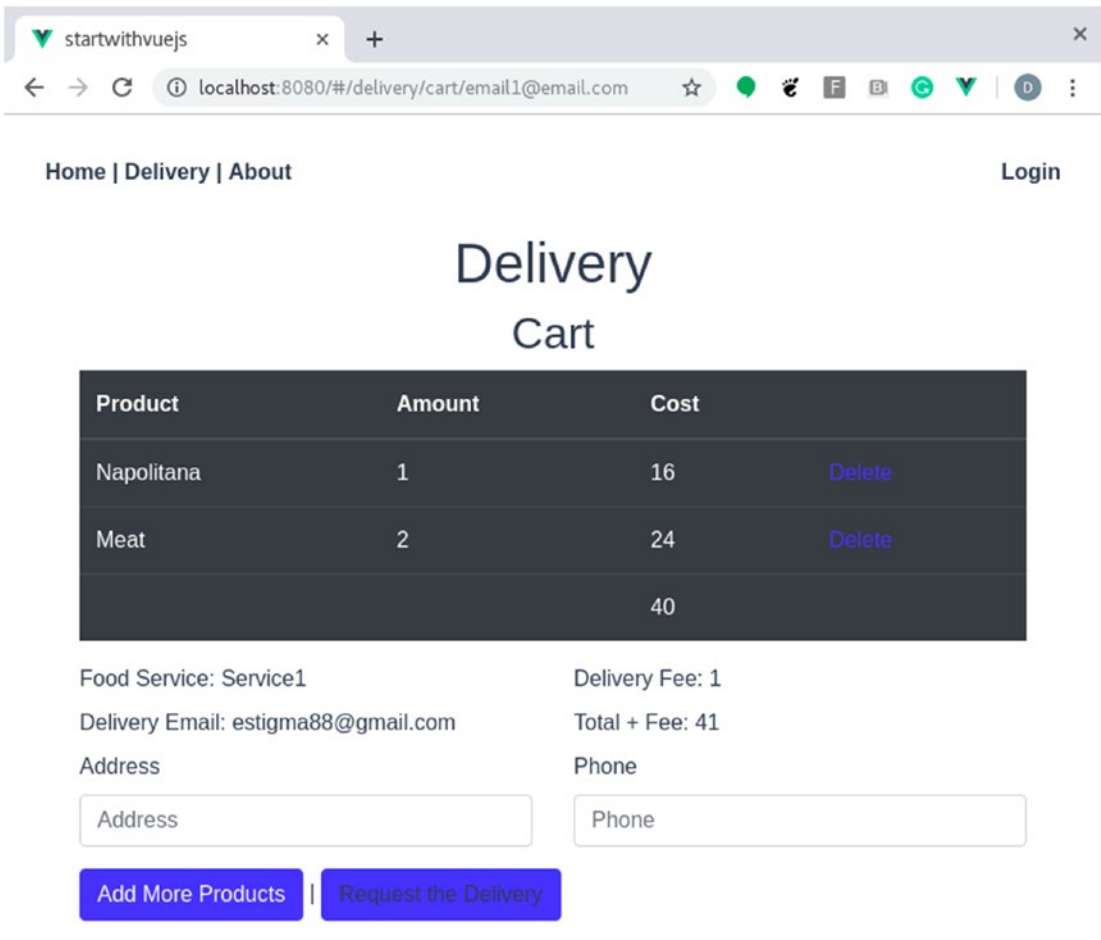 startwithvuejs
localhost:8080/#/delivery/cart/email1@email.com
F
B
G
D
Home | Delivery | About
Login
Delivery
Cart
Product Amount Cost
Napolitana 1 16 Delete
Meat 2 24 Delete
40
Food Service: Service1 Delivery Fee: 1
Delivery Email: estigma88@gmail.com Total + Fee: 41
Address Phone
Address Phone
Add More Products | Request the Delivery